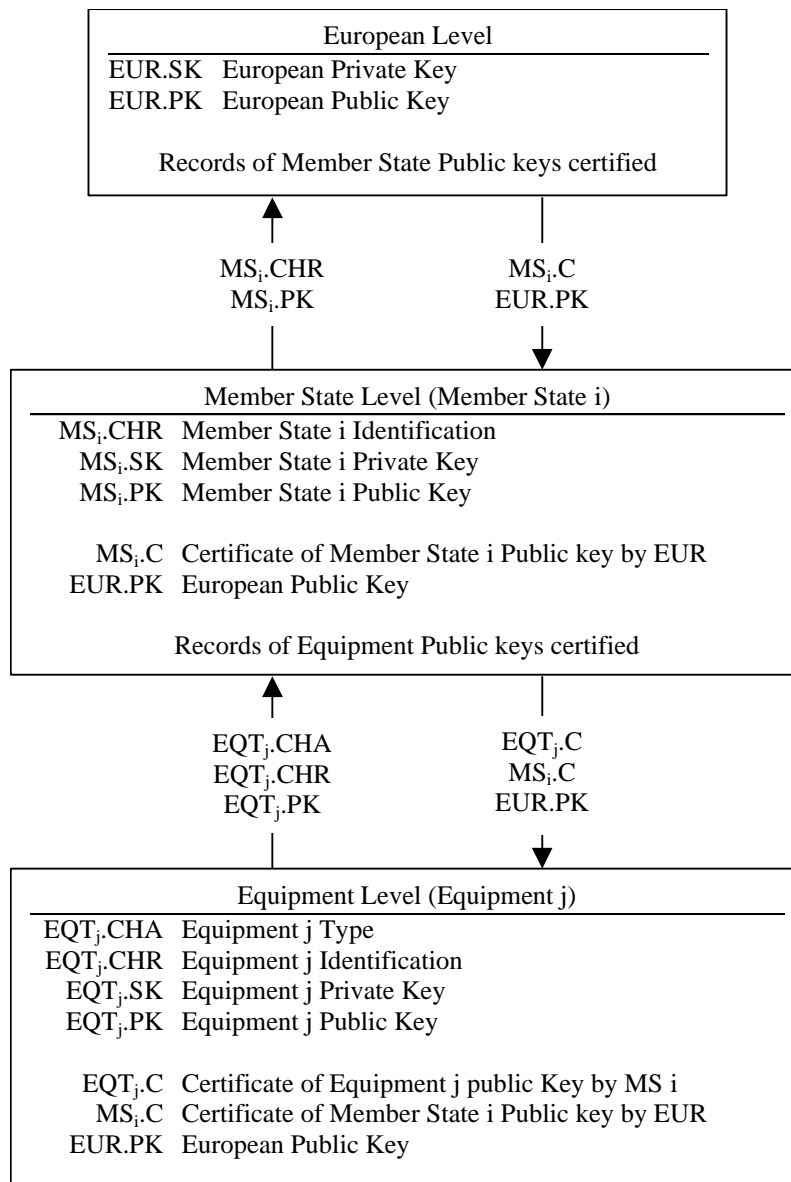 European Level
EUR.SK European Private Key
EUR.PK European Public Key
Records of Member State Public keys certified
MSi.CHR
MSi.PK
MSi.C
EUR.PK
Member State Level (Member State i)
MSi.CHR Member State i Identification
MSi.SK Member State i Private Key
MSi.PK Member State i Public Key
MSi.C Certificate of Member State i Public key by EUR
EUR.PK European Public Key
Records of Equipment Public keys certified
EQTj.CHA
EQTj.CHR
EQTj.PK
EQTj.C
MSi.C
EUR.PK
Equipment Level (Equipment j)
EQTj.CHA Equipment j Type
EQTj.CHR Equipment j Identification
EQTj.SK Equipment j Private Key
EQTj.PK Equipment j Public Key
EQTj.C Certificate of Equipment j public Key by MS i
MSi.C Certificate of Member State i Public key by EUR
EUR.PK European Public Key